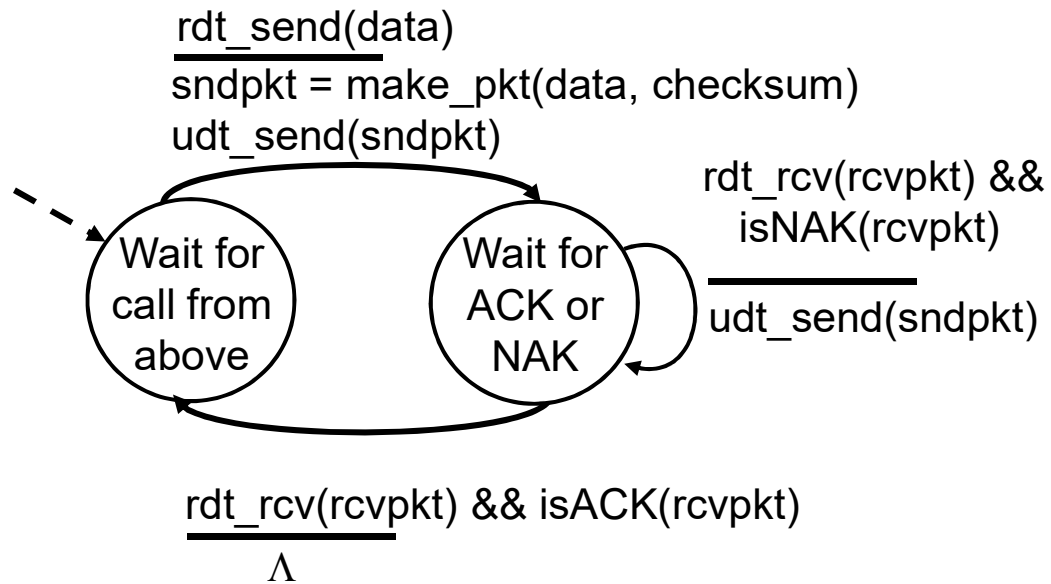 rdt_send(data)
sndpkt = make_pkt(data, checksum)
udt_send(sndpkt)
rdt_rcv(rcvpkt) &&
isNAK(rcvpkt)
udt_send(sndpkt)
Wait for
call from
above
Wait for
ACK or
NAK
rdt_rcv(rcvpkt) && isACK(rcvpkt)
Λ